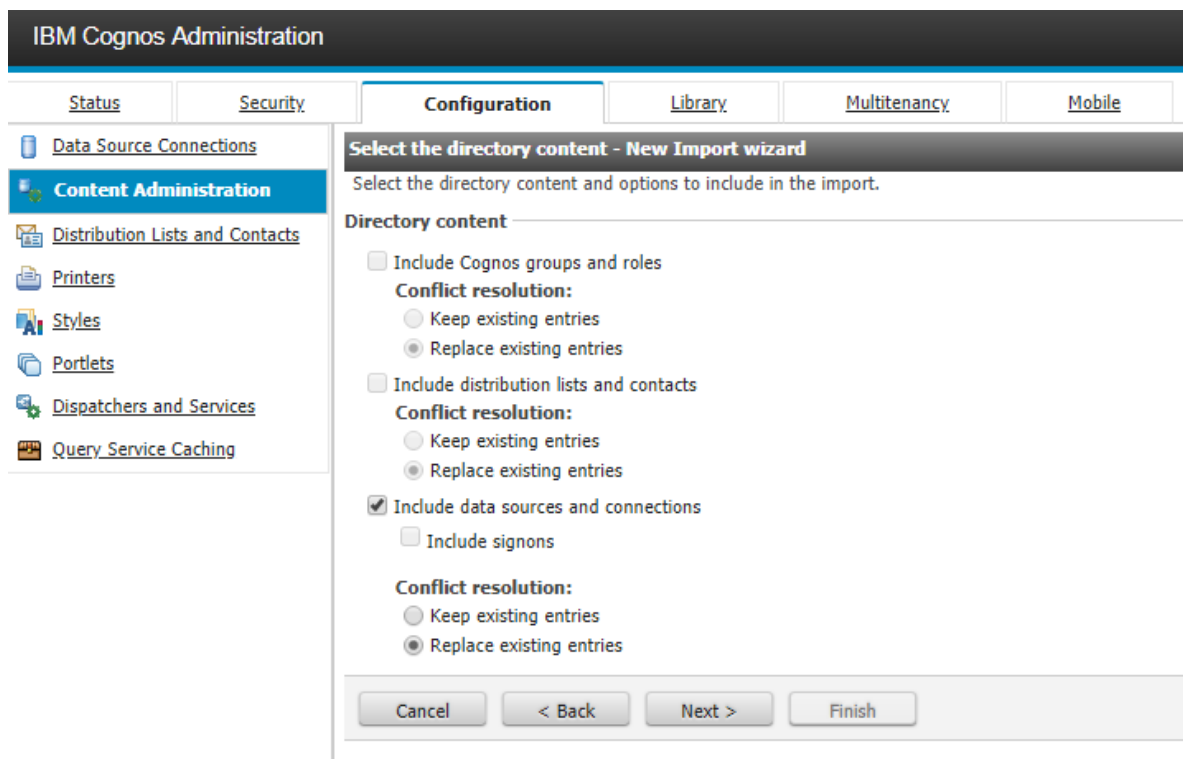 IBM Cognos Administration
Status Security Configuration Library Multitenancy Mobile
Data Source Connections
Content Administration
Distribution Lists and Contacts
Printers
Styles
Portlets
Dispatchers and Services
Query Service Caching
Select the directory content - New Import wizard
Select the directory content and options to include in the import.
Directory content
Include Cognos groups and roles
Conflict resolution:
Keep existing entries
Replace existing entries
Include distribution lists and contacts
Conflict resolution:
Keep existing entries
Replace existing entries
Include data sources and connections
Include signons
Conflict resolution:
Keep existing entries
Replace existing entries
Cancel < Back Next > Finish